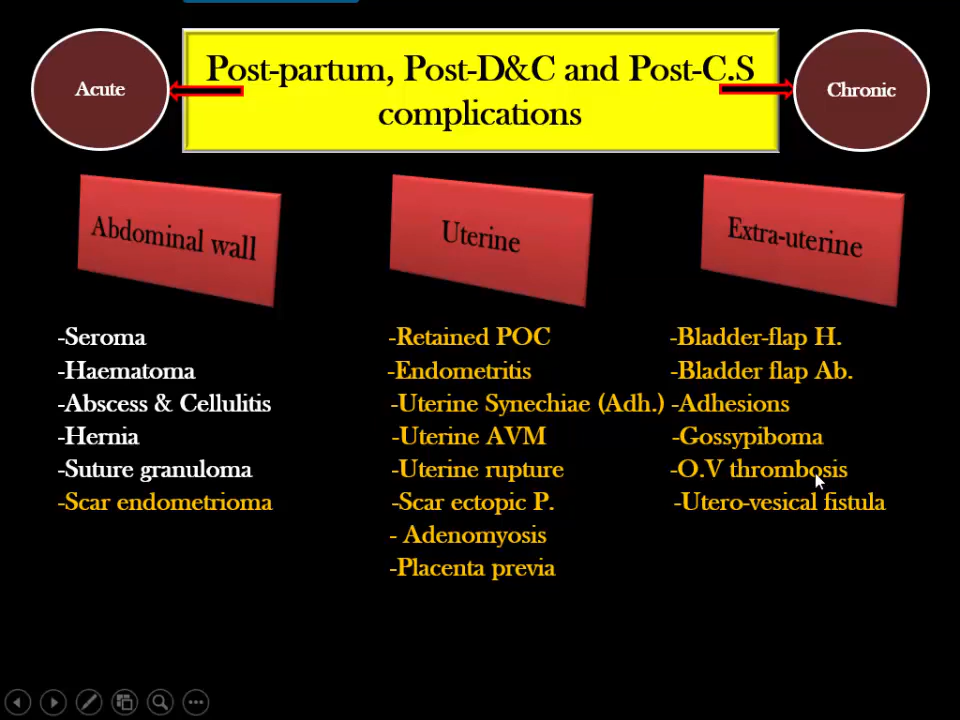 Acute
Post-partum, Post-D&C and Post-C.S
complications
Chronic
Abdominal wall
-Seroma
-Haematoma
-Abscess & Cellulitis
-Hernia
-Suture granuloma
-Scar endometrioma
Uterine
-Retained POC
-Endometritis
-Uterine Synechiae (Adh.)
-Uterine AVM
-Uterine rupture
-Scar ectopic P.
- Adenomyosis
-Placenta previa
Extra-uterine
-Bladder-flap H.
-Bladder flap Ab.
-Adhesions
-Gossypiboma
-O.V thrombosis
-Utero-vesical fistula